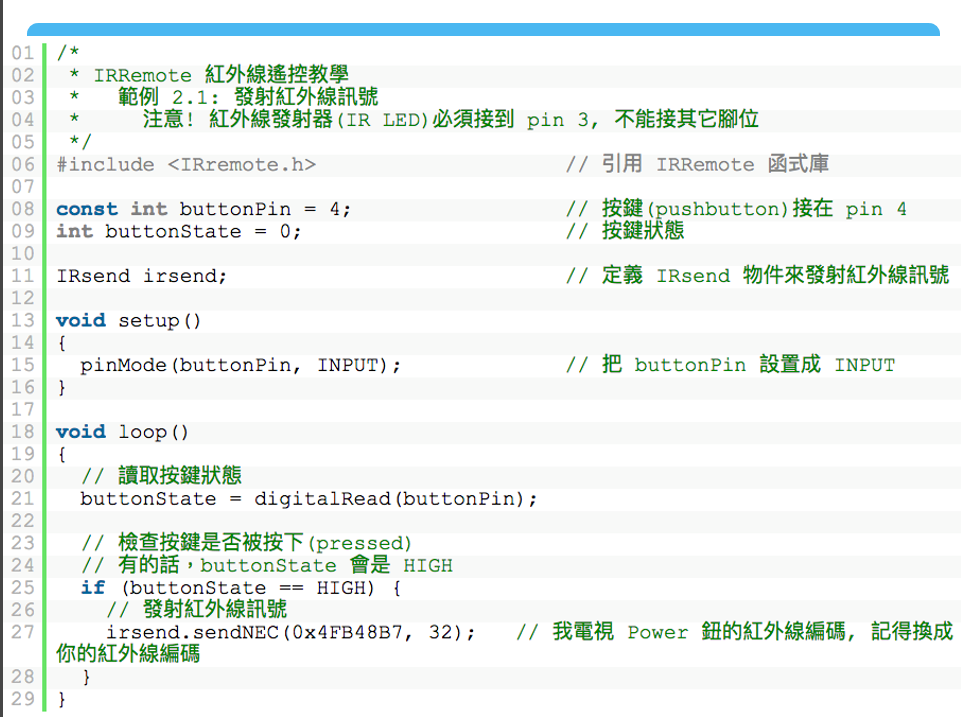 01 /*
02  * IRRemote 紅外線遙控教學
03  *   範例 2.1: 發射紅外線訊號
04  *     注意! 紅外線發射器(IR LED)必須接到 pin 3, 不能接其它腳位
05  */
06 #include <IRremote.h>                    // 引用 IRRemote 函式庫
07
08 const int buttonPin = 4;                 // 按鍵(pushbutton)接在 pin 4
09 int buttonState = 0;                     // 按鍵狀態
10
11 IRsend irsend;                           // 定義 IRsend 物件來發射紅外線訊號
12
13 void setup()
14 {
15   pinMode(buttonPin, INPUT);             // 把 buttonPin 設置成 INPUT
16 }
17
18 void loop()
19 {
20   // 讀取按鍵狀態
21   buttonState = digitalRead(buttonPin);
22
23   // 檢查按鍵是否被按下(pressed)
24   // 有的話，buttonState 會是 HIGH
25   if (buttonState == HIGH) {
26     // 發射紅外線訊號
27     irsend.sendNEC(0x4FB48B7, 32);   // 我電視 Power 鈕的紅外線編碼, 記得換成
你的紅外線編碼
28   }
29 }